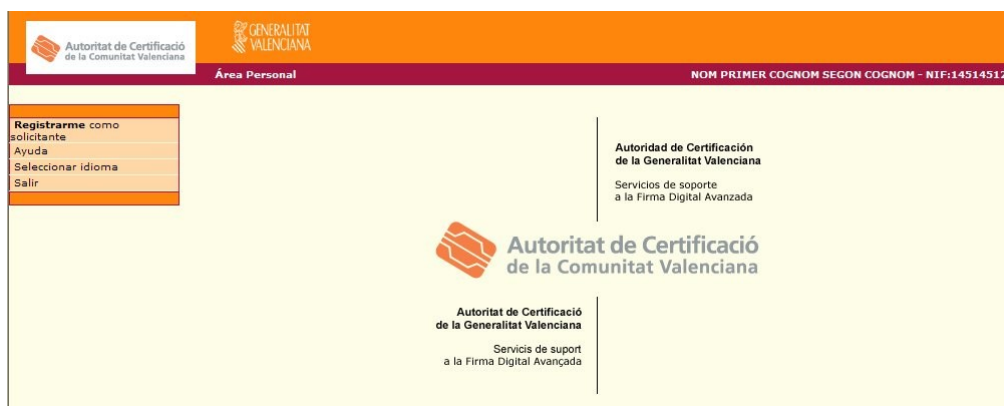 Autoritat de Certificació
de la Comunitat Valenciana
GENERALITAT
VALENCIANA
Área Personal
NOM PRIMER COGNOM SEGON COGNOM - NIF:14514512
Registrarme como
solicitante
Ayuda
Seleccionar idioma
Salir
Autoridad de Certificación
de la Generalitat Valenciana
Servicios de soporte
a la Firma Digital Avanzada
Autoritat de Certificació
de la Comunitat Valenciana
Autoritat de Certificació
de la Generalitat Valenciana
Servicis de suport
a la Firma Digital Avançada